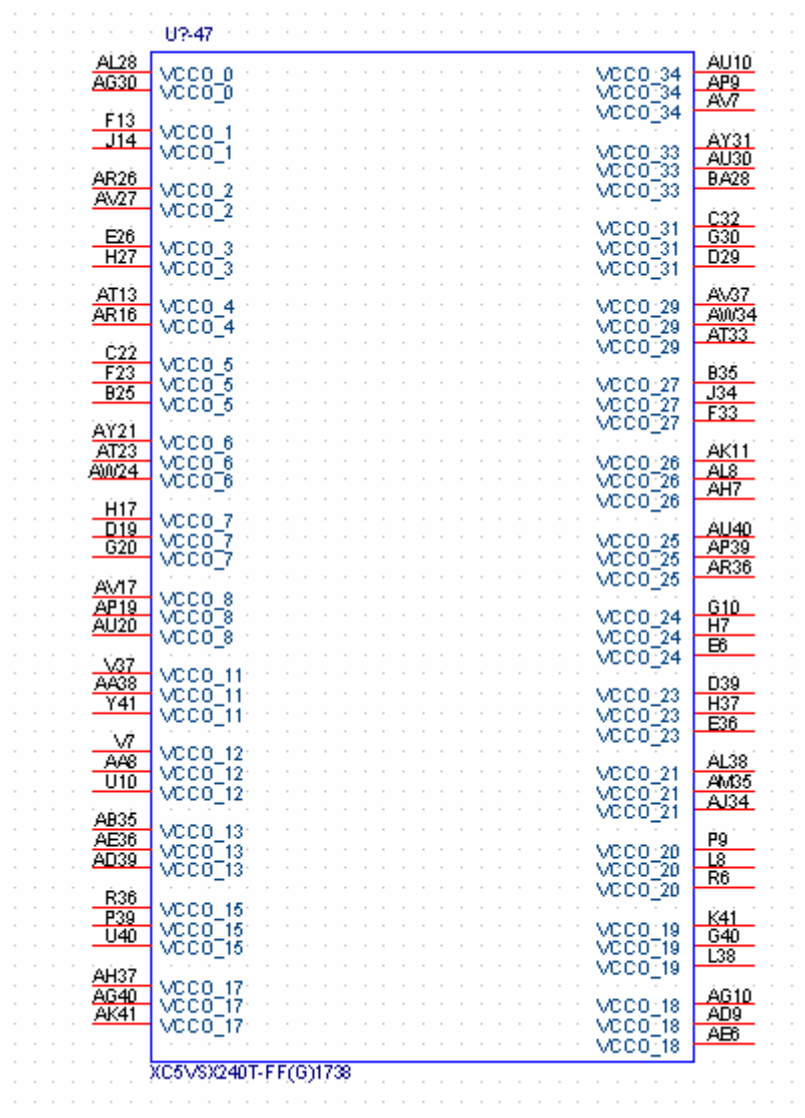 U?-47
AL28 VCCO_0 VCCO_34 AU10
AG30 VCCO_0 VCCO_34 AP9
VCCO_34 AV7
F13 VCCO_1
J14 VCCO_1 VCCO_33 AY31
VCCO_33 AU30
AR26 VCCO_2 VCCO_33 BA28
AV27 VCCO_2
VCCO_31 C32
E26 VCCO_3 VCCO_31 G30
H27 VCCO_3 VCCO_31 D29
AT13 VCCO_4 VCCO_29 AV37
AR16 VCCO_4 VCCO_29 AW34
VCCO_29 AT33
C22 VCCO_5
F23 VCCO_5 VCCO_27 B35
B25 VCCO_5 VCCO_27 J34
VCCO_27 F33
AY21 VCCO_6
AT23 VCCO_6 VCCO_26 AK11
AW24 VCCO_6 VCCO_26 AL8
VCCO_26 AH7
H17 VCCO_7
D19 VCCO_7 VCCO_25 AU40
G20 VCCO_7 VCCO_25 AP39
VCCO_25 AR36
AV17 VCCO_8
AP19 VCCO_8 VCCO_24 G10
AU20 VCCO_8 VCCO_24 H7
VCCO_24 E6
V37 VCCO_11
AA38 VCCO_11 VCCO_23 D39
Y41 VCCO_11 VCCO_23 H37
VCCO_23 E36
V7 VCCO_12
AA8 VCCO_12 VCCO_21 AL38
U10 VCCO_12 VCCO_21 AM35
VCCO_21 AJ34
AB35 VCCO_13
AE36 VCCO_13 VCCO_20 P9
AD39 VCCO_13 VCCO_20 L8
VCCO_20 R6
R36 VCCO_15
P39 VCCO_15 VCCO_19 K41
U40 VCCO_15 VCCO_19 G40
VCCO_19 L38
AH37 VCCO_17
AG40 VCCO_17 VCCO_18 AG10
AK41 VCCO_17 VCCO_18 AD9
VCCO_18 AE6
XC5VSX240T-FF(G)1738